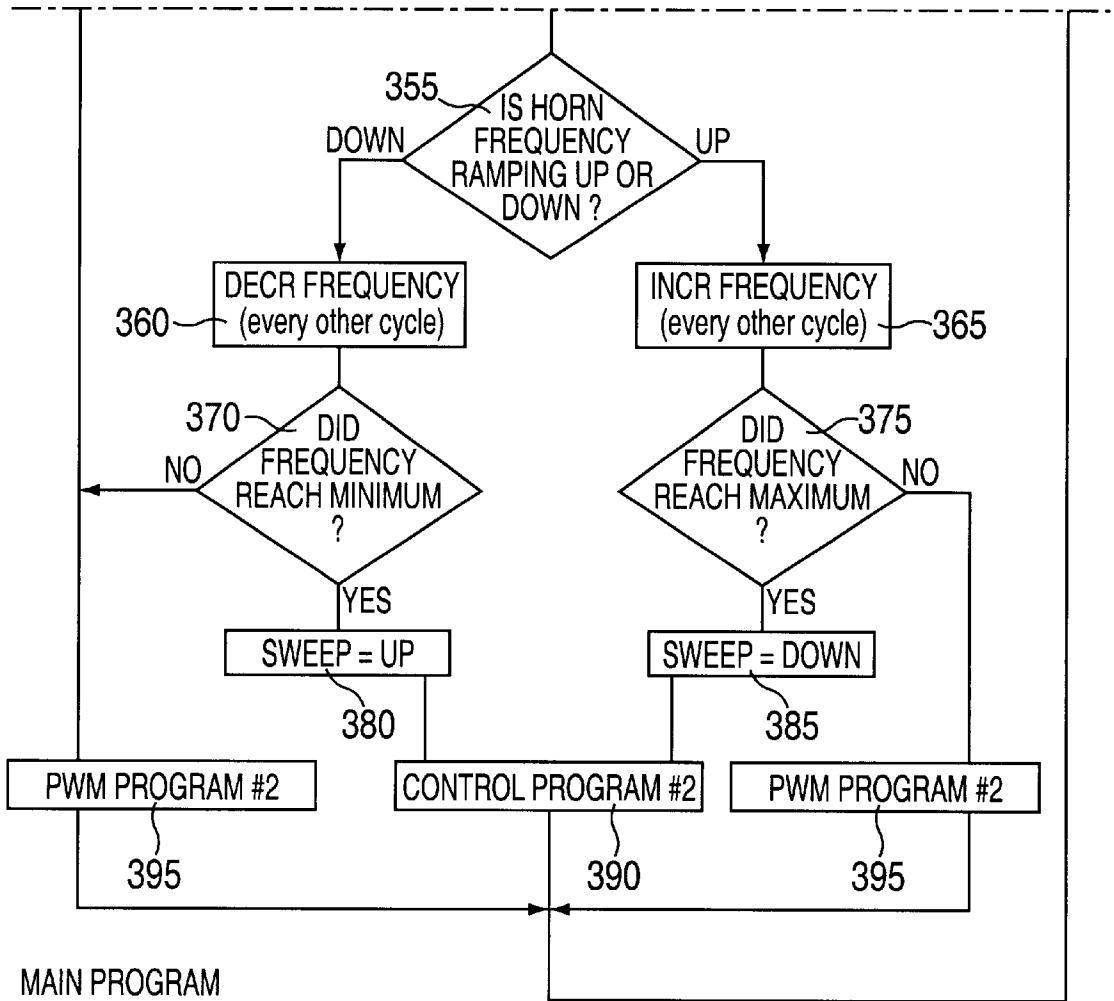 355
IS HORN
FREQUENCY
RAMPING UP OR
DOWN ?
DOWN
UP
DECR FREQUENCY
(every other cycle)
360
INCR FREQUENCY
(every other cycle)
365
370
DID
FREQUENCY
REACH MINIMUM
?
NO
YES
375
DID
FREQUENCY
REACH MAXIMUM
?
NO
YES
SWEEP = UP
380
SWEEP = DOWN
385
PWM PROGRAM #2
395
CONTROL PROGRAM #2
390
PWM PROGRAM #2
395
MAIN PROGRAM